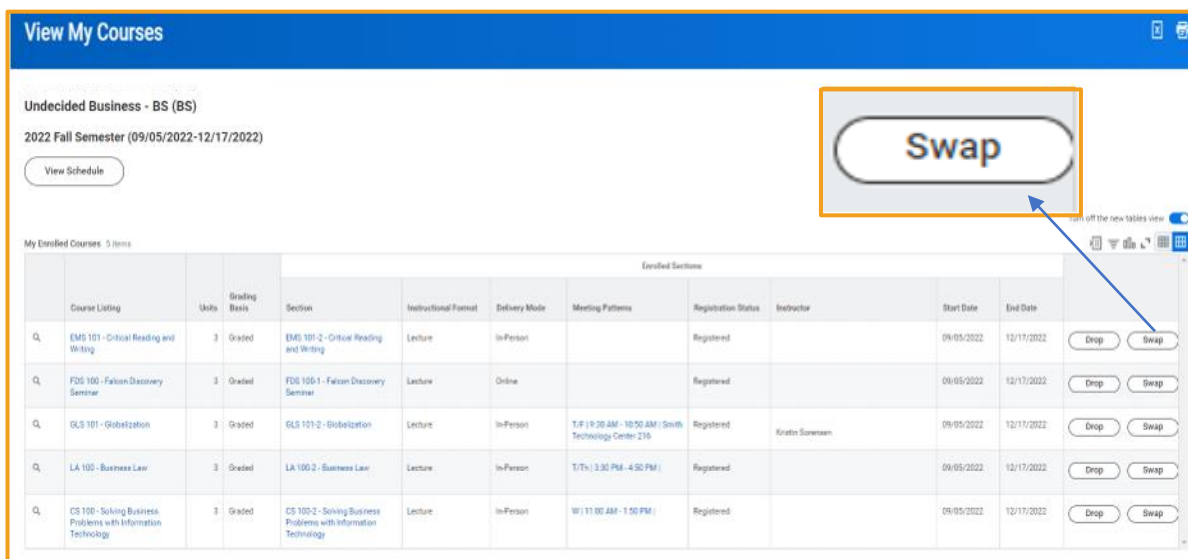 View My Courses
Undecided Business - BS (BS)
2022 Fall Semester (09/05/2022-12/17/2022)
View Schedule
Swap
Turn off the new tables view
My Enrolled Courses 5 items
Enrolled Sections
Course Listing Units Grading Basis Section Instructional Format Delivery Mode Meeting Patterns Registration Status Instructor Start Date End Date
EMS 101 - Critical Reading and 3 Graded EMS 101-2 - Critical Reading Lecture In-Person Registered 09/05/2022 12/17/2022 Drop Swap
Writing and Writing
FDS 100 - Falcon Discovery 3 Graded FDS 100-1 - Falcon Discovery Lecture Online Registered 09/05/2022 12/17/2022 Drop Swap
Seminar Seminar
GLS 101 - Globalization 3 Graded GLS 101-2 - Globalization Lecture In-Person T/F | 9:30 AM - 10:50 AM | Smith Registered Kristin Sorensen 09/05/2022 12/17/2022 Drop Swap
Technology Center 216
LA 100 - Business Law 3 Graded LA 100-2 - Business Law Lecture In-Person T/Th | 3:30 PM - 4:50 PM | Registered 09/05/2022 12/17/2022 Drop Swap
CS 100 - Solving Business 3 Graded CS 100-2 - Solving Business Lecture In-Person W | 11:00 AM - 1:50 PM | Registered 09/05/2022 12/17/2022 Drop Swap
Problems with Information Problems with Information
Technology Technology